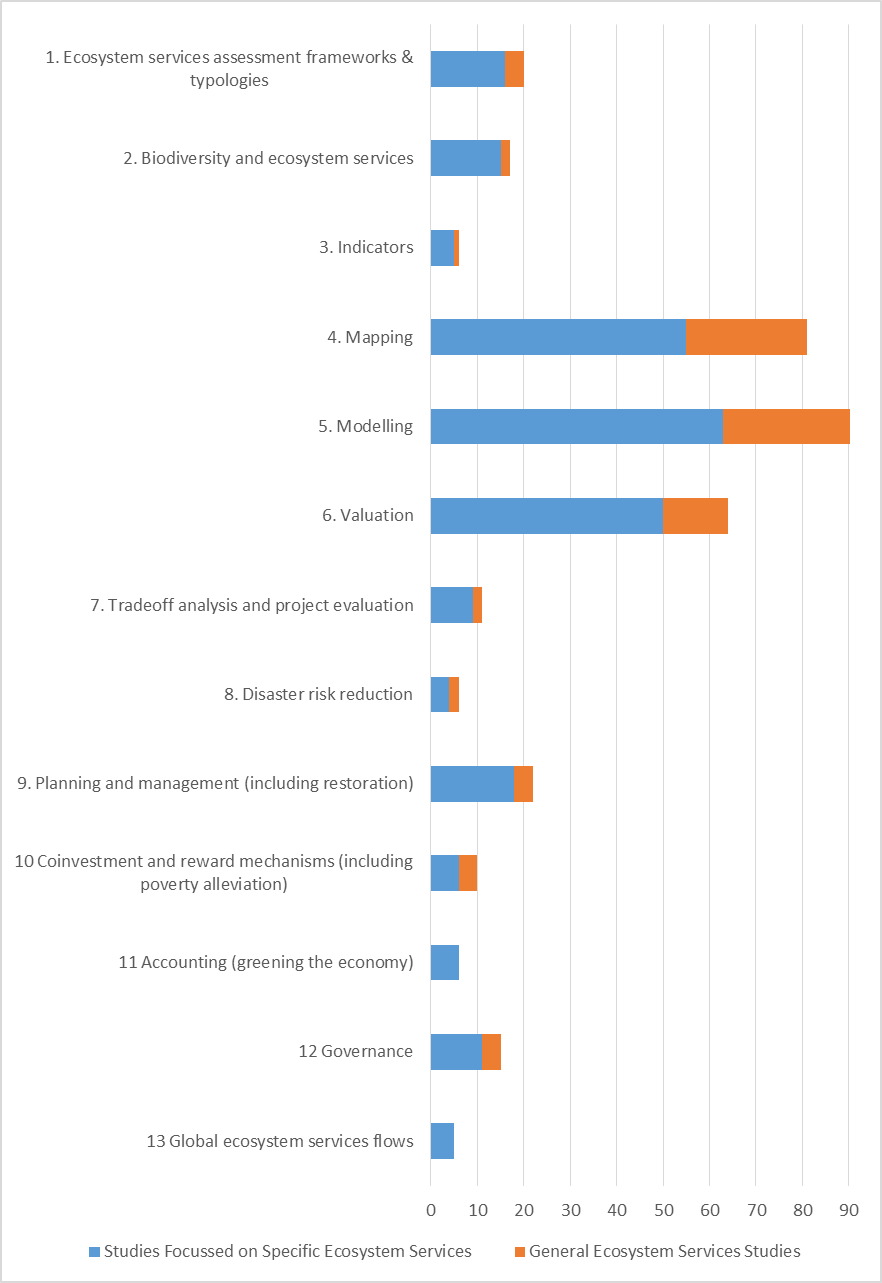 1. Ecosystem services assessment frameworks &
typologies
2. Biodiversity and ecosystem services
3. Indicators
4. Mapping
5. Modelling
6. Valuation
7. Tradeoff analysis and project evaluation
8. Disaster risk reduction
9. Planning and management (including restoration)
10 Coinvestment and reward mechanisms (including
poverty alleviation)
11 Accounting (greening the economy)
12 Governance
13 Global ecosystem services flows
0 10 20 30 40 50 60 70 80 90
Studies Focussed on Specific Ecosystem Services General Ecosystem Services Studies